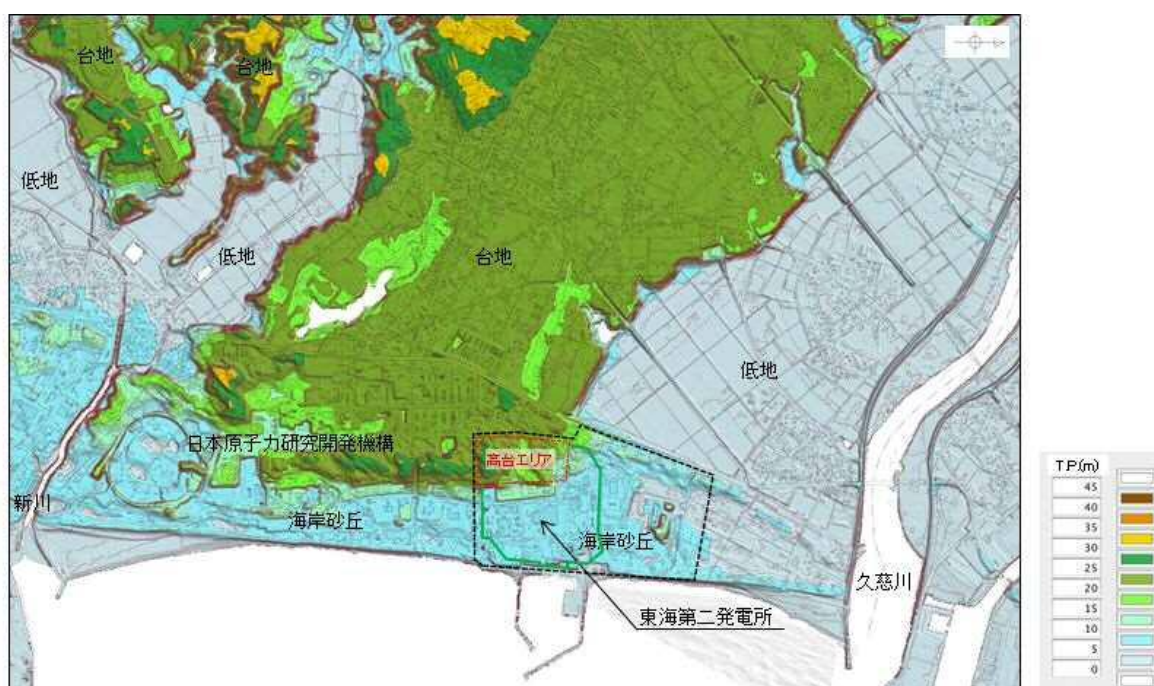 台地
台地
低地
低地
台地
低地
日本原子力研究開発機構
高台エリア
新川
海岸砂丘
海岸砂丘
久慈川
東海第二発電所
T.P.(m)
45
40
35
30
25
20
15
10
5
0